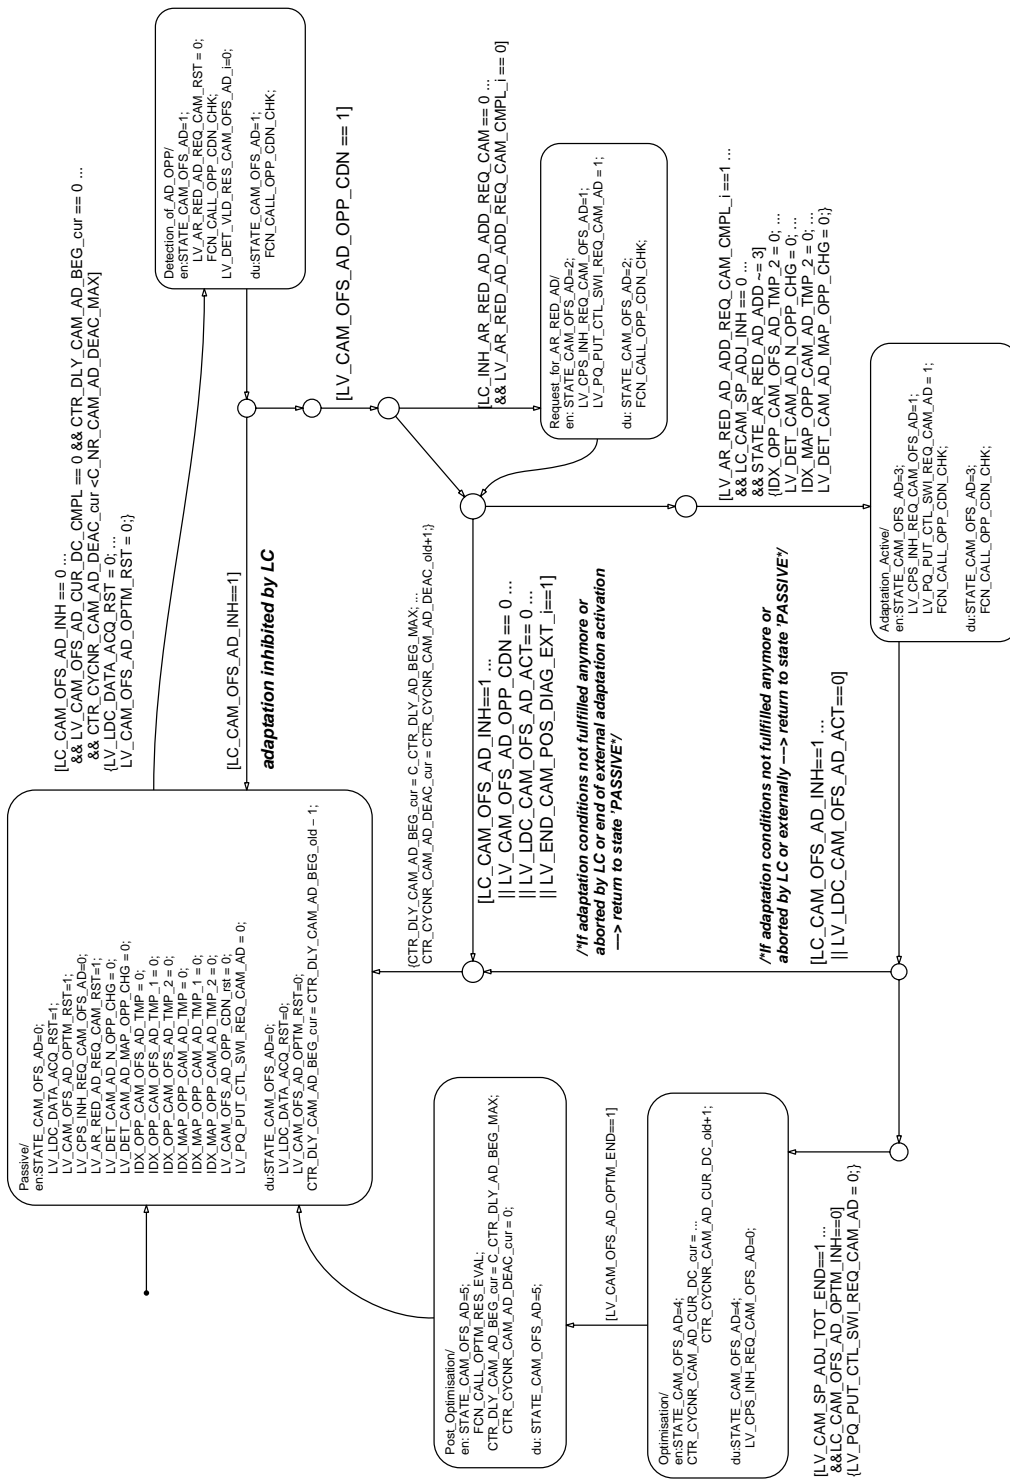 Passive/
en:STATE_CAM_OFS_AD=0;
LV_LDC_DATA_ACQ_RST=1;
LV_CAM_OFS_AD_OPTM_RST=1;
LV_CPS_INH_REQ_CAM_OFS_AD=0;
LV_AR_RED_AD_REQ_CAM_RST=1;
LV_DET_CAM_AD_N_OPP_CHG = 0;
LV_DET_CAM_AD_MAP_OPP_CHG = 0;
IDX_OPP_CAM_OFS_AD_TMP = 0;
IDX_OPP_CAM_OFS_AD_TMP_1 = 0;
IDX_OPP_CAM_OFS_AD_TMP_2 = 0;
IDX_MAP_OPP_CAM_AD_TMP = 0;
IDX_MAP_OPP_CAM_AD_TMP_1 = 0;
IDX_MAP_OPP_CAM_AD_TMP_2 = 0;
LV_CAM_OFS_AD_OPP_CDN_rst = 0;
LV_PQ_PUT_CTL_SWI_REQ_CAM_AD = 0;
du:STATE_CAM_OFS_AD=0;
LV_LDC_DATA_ACQ_RST=0;
LV_CAM_OFS_AD_OPTM_RST=0;
CTR_DLY_CAM_AD_BEG_cur = CTR_DLY_CAM_AD_BEG_old − 1;
[LC_CAM_OFS_AD_INH == 0 ...
&& LV_CAM_OFS_AD_CUR_DC_CMPL == 0 && CTR_DLY_CAM_AD_BEG_cur == 0 ...
&& CTR_CYCNR_CAM_AD_DEAC_cur <C_NR_CAM_AD_DEAC_MAX]
{LV_LDC_DATA_ACQ_RST = 0; ...
LV_CAM_OFS_AD_OPTM_RST = 0;}
Detection_of_AD_OPP/
en:STATE_CAM_OFS_AD=1;
LV_AR_RED_AD_REQ_CAM_RST = 0;
FCN_CALL_OPP_CDN_CHK;
LV_DET_VLD_RES_CAM_OFS_AD_i=0;
du:STATE_CAM_OFS_AD=1;
FCN_CALL_OPP_CDN_CHK;
[LC_CAM_OFS_AD_INH==1]
adaptation inhibited by LC
[LV_CAM_OFS_AD_OPP_CDN == 1]
{CTR_DLY_CAM_AD_BEG_cur = C_CTR_DLY_AD_BEG_MAX; ...
CTR_CYCNR_CAM_AD_DEAC_cur = CTR_CYCNR_CAM_AD_DEAC_old+1;}
[LC_INH_AR_RED_AD_ADD_REQ_CAM == 0 ...
&& LV_AR_RED_AD_ADD_REQ_CAM_CMPL_i == 0]
Request_for_AR_RED_AD/
en: STATE_CAM_OFS_AD=2;
LV_CPS_INH_REQ_CAM_OFS_AD=1;
LV_PQ_PUT_CTL_SWI_REQ_CAM_AD = 1;
du: STATE_CAM_OFS_AD=2;
FCN_CALL_OPP_CDN_CHK;
[LC_CAM_OFS_AD_INH==1 ...
|| LV_CAM_OFS_AD_OPP_CDN == 0 ...
|| LV_LDC_CAM_OFS_AD_ACT== 0 ...
|| LV_END_CAM_POS_DIAG_EXT_i==1]
/*If adaptation conditions not fullfilled anymore or
aborted by LC or end of external adaptation activation
−−> return to state 'PASSIVE*/
[LV_AR_RED_AD_ADD_REQ_CAM_CMPL_i ==1 ...
&& LC_CAM_SP_ADJ_INH == 0 ...
&& STATE_AR_RED_AD_ADD ~= 3]
{IDX_OPP_CAM_OFS_AD_TMP_2 = 0; ...
LV_DET_CAM_AD_N_OPP_CHG = 0; ...
IDX_MAP_OPP_CAM_AD_TMP_2 = 0; ...
LV_DET_CAM_AD_MAP_OPP_CHG = 0;}
/*If adaptation conditions not fullfilled anymore or
aborted by LC or externally −−> return to state 'PASSIVE*/
[LC_CAM_OFS_AD_INH==1 ...
|| LV_LDC_CAM_OFS_AD_ACT==0]
Adaptation_Active/
en:STATE_CAM_OFS_AD=3;
LV_CPS_INH_REQ_CAM_OFS_AD=1;
LV_PQ_PUT_CTL_SWI_REQ_CAM_AD = 1;
FCN_CALL_OPP_CDN_CHK;
du:STATE_CAM_OFS_AD=3;
FCN_CALL_OPP_CDN_CHK;
Post_Optimisation/
en: STATE_CAM_OFS_AD=5;
FCN_CALL_OPTM_RES_EVAL;
CTR_DLY_CAM_AD_BEG_cur = C_CTR_DLY_AD_BEG_MAX;
CTR_CYCNR_CAM_AD_DEAC_cur = 0;
du: STATE_CAM_OFS_AD=5;
[LV_CAM_OFS_AD_OPTM_END==1]
Optimisation/
en:STATE_CAM_OFS_AD=4;
CTR_CYCNR_CAM_AD_CUR_DC_cur = ...
CTR_CYCNR_CAM_AD_CUR_DC_old+1;
du:STATE_CAM_OFS_AD=4;
LV_CPS_INH_REQ_CAM_OFS_AD=0;
[LV_CAM_SP_ADJ_TOT_END==1 ...
&&LC_CAM_OFS_AD_OPTM_INH==0]
{LV_PQ_PUT_CTL_SWI_REQ_CAM_AD = 0;}